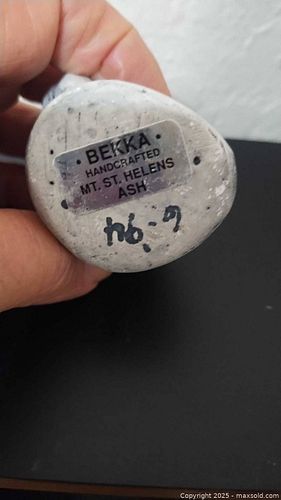 · BEKKA ·
HANDCRAFTED
MT. ST. HELENS
ASH
Copyright 2025 - maxsold.com